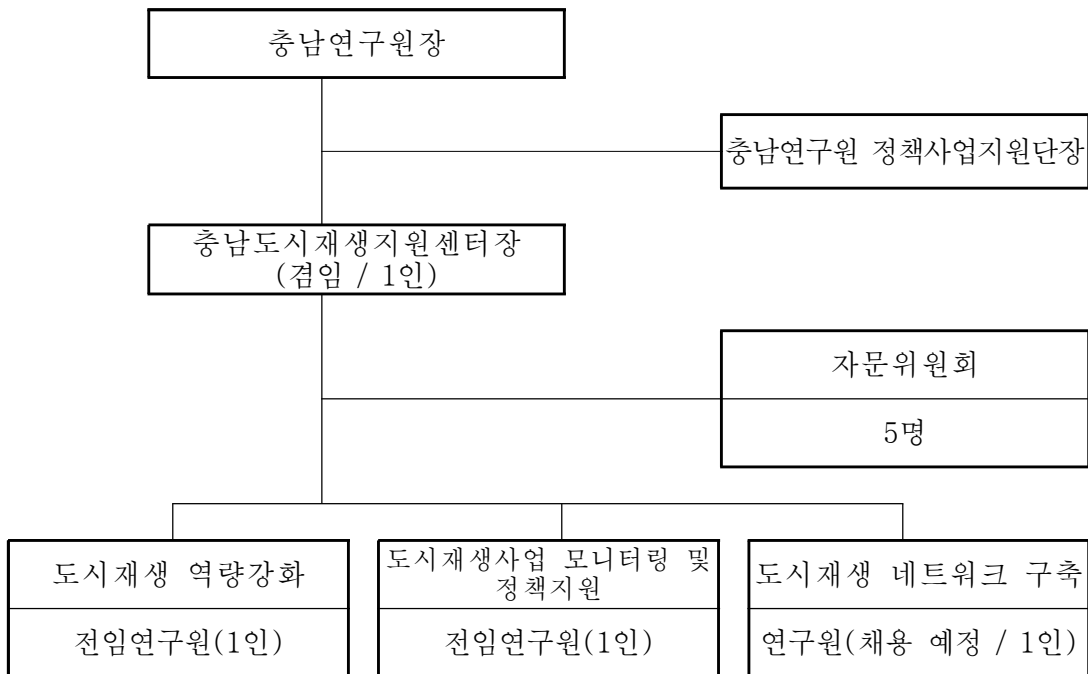 충남연구원장
충남연구원 정책사업지원단장
충남도시재생지원센터장
(겸임 / 1인)
자문위원회
5명
도시재생 역량강화
전임연구원(1인)
도시재생사업 모니터링 및
정책지원
전임연구원(1인)
도시재생 네트워크 구축
연구원(채용 예정 / 1인)